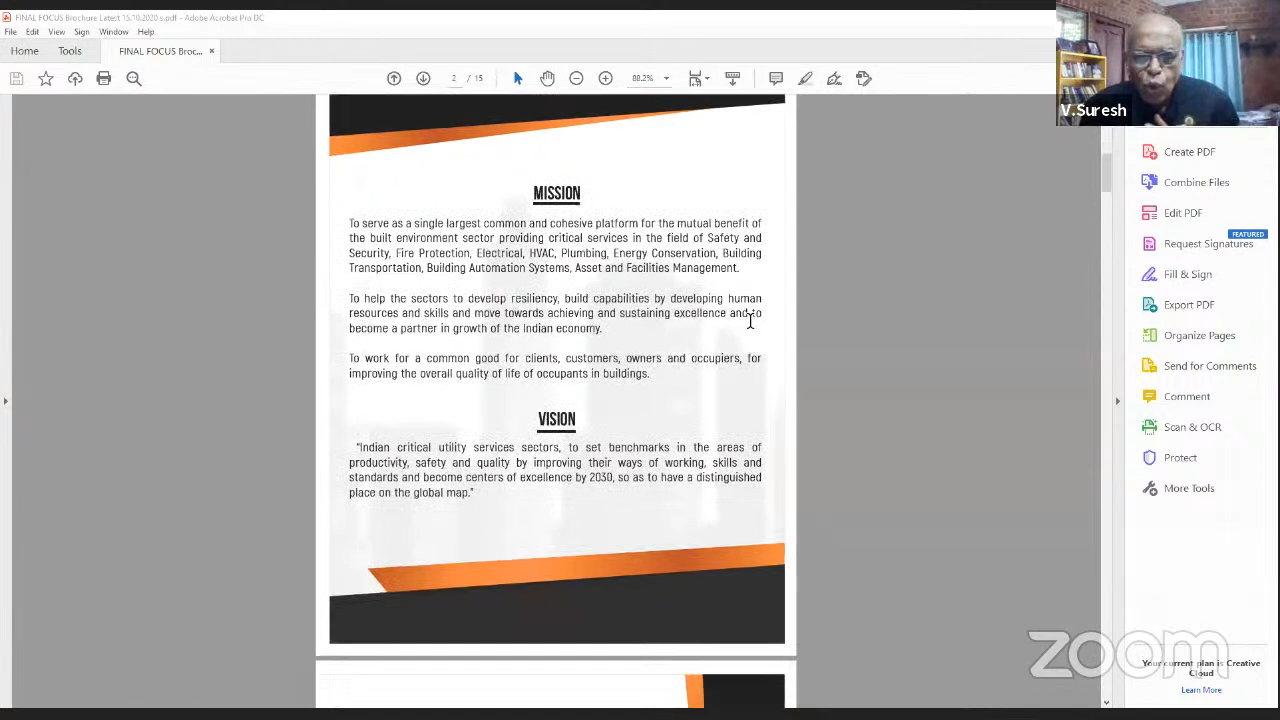 FINAL FOCUS Brochure Latest 15.10.2020 s.pdf - Adobe Acrobat Pro DC
File Edit View Sign Window Help
Home Tools FINAL FOCUS Broc... ×
2 / 15 88.2%
V.Suresh
MISSION
To serve as a single largest common and cohesive platform for the mutual benefit of
the built environment sector providing critical services in the field of Safety and
Security, Fire Protection, Electrical, HVAC, Plumbing, Energy Conservation, Building
Transportation, Building Automation Systems, Asset and Facilities Management.
To help the sectors to develop resiliency, build capabilities by developing human
resources and skills and move towards achieving and sustaining excellence and to
become a partner in growth of the Indian economy.
To work for a common good for clients, customers, owners and occupiers, for
improving the overall quality of life of occupants in buildings.
VISION
"Indian critical utility services sectors, to set benchmarks in the areas of
productivity, safety and quality by improving their ways of working, skills and
standards and become centers of excellence by 2030, so as to have a distinguished
place on the global map."
Create PDF
Combine Files
Edit PDF
FEATURED
Request Signatures
Fill & Sign
Export PDF
Organize Pages
Send for Comments
Comment
Scan & OCR
Protect
More Tools
zoom
Your current plan is Creative
Cloud
Learn More